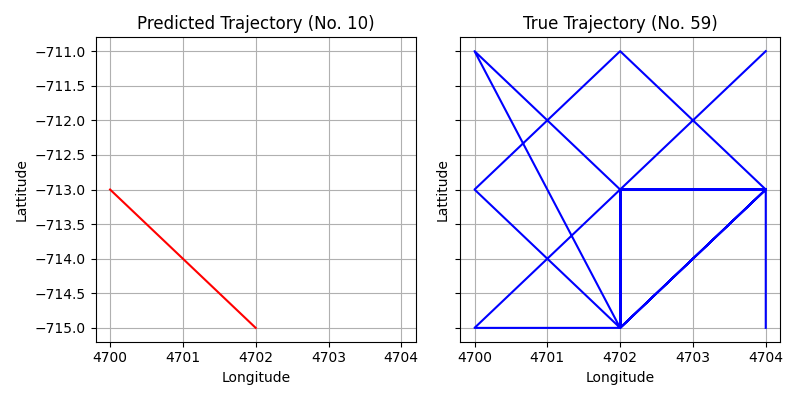 Predicted Trajectory (No. 10)
−711.0
−711.5
−712.0
−712.5
−713.0
−713.5
−714.0
−714.5
−715.0
Lattitude
4700 4701 4702 4703 4704
Longitude
True Trajectory (No. 59)
Lattitude
4700 4701 4702 4703 4704
Longitude